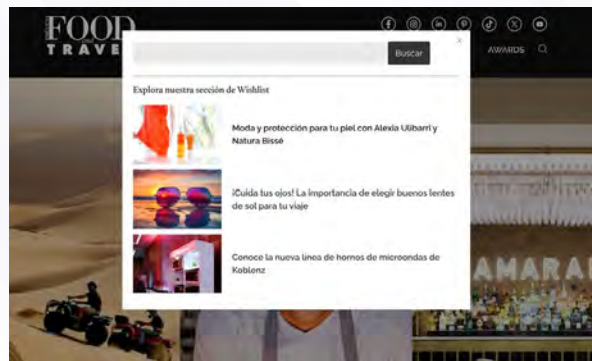 FOOD
TRAVE
AWARDS
Buscar
Explora nuestra sección de Wishlist
Moda y protección para tu piel con Alexia Ulibarri y
Natura Bissé
¡Cuida tus ojos! La importancia de elegir buenos lentes
de sol para tu viaje
Conoce la nueva línea de hornos de microondas de
Koblenz
AMARA